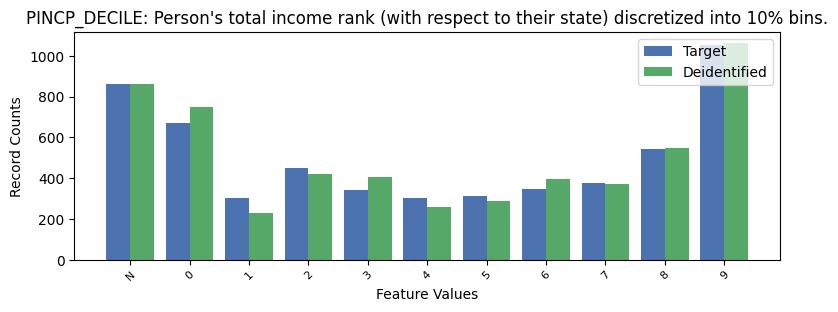 PINCP_DECILE: Person's total income rank (with respect to their state) discretized into 10% bins.
Target
Deidentified
Record Counts
1000
800
600
400
200
0
N 0 1 2 3 4 5 6 7 8 9
Feature Values